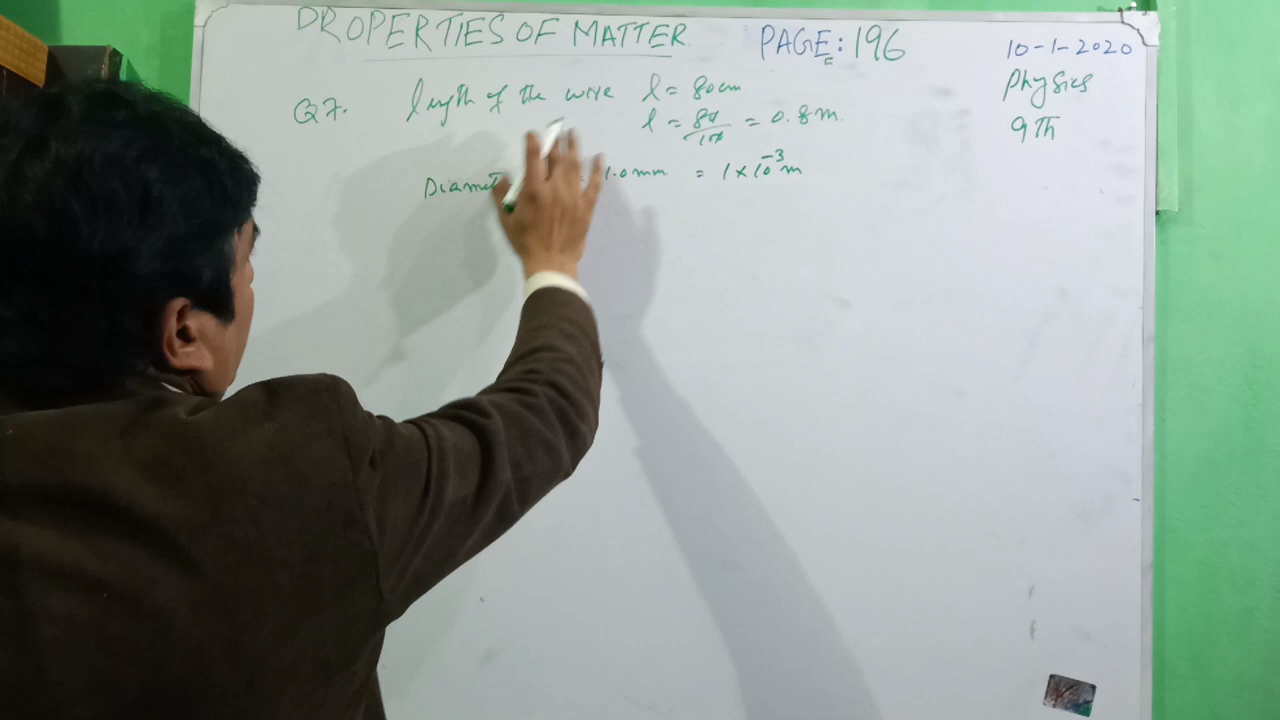 PROPERTIES OF MATTER PAGE: 196
10-1-2020
Physics
9Th
Q7. length of the wire l = 80cm
l = 80/100 = 0.8m
= 1.0mm = 1×10⁻³m